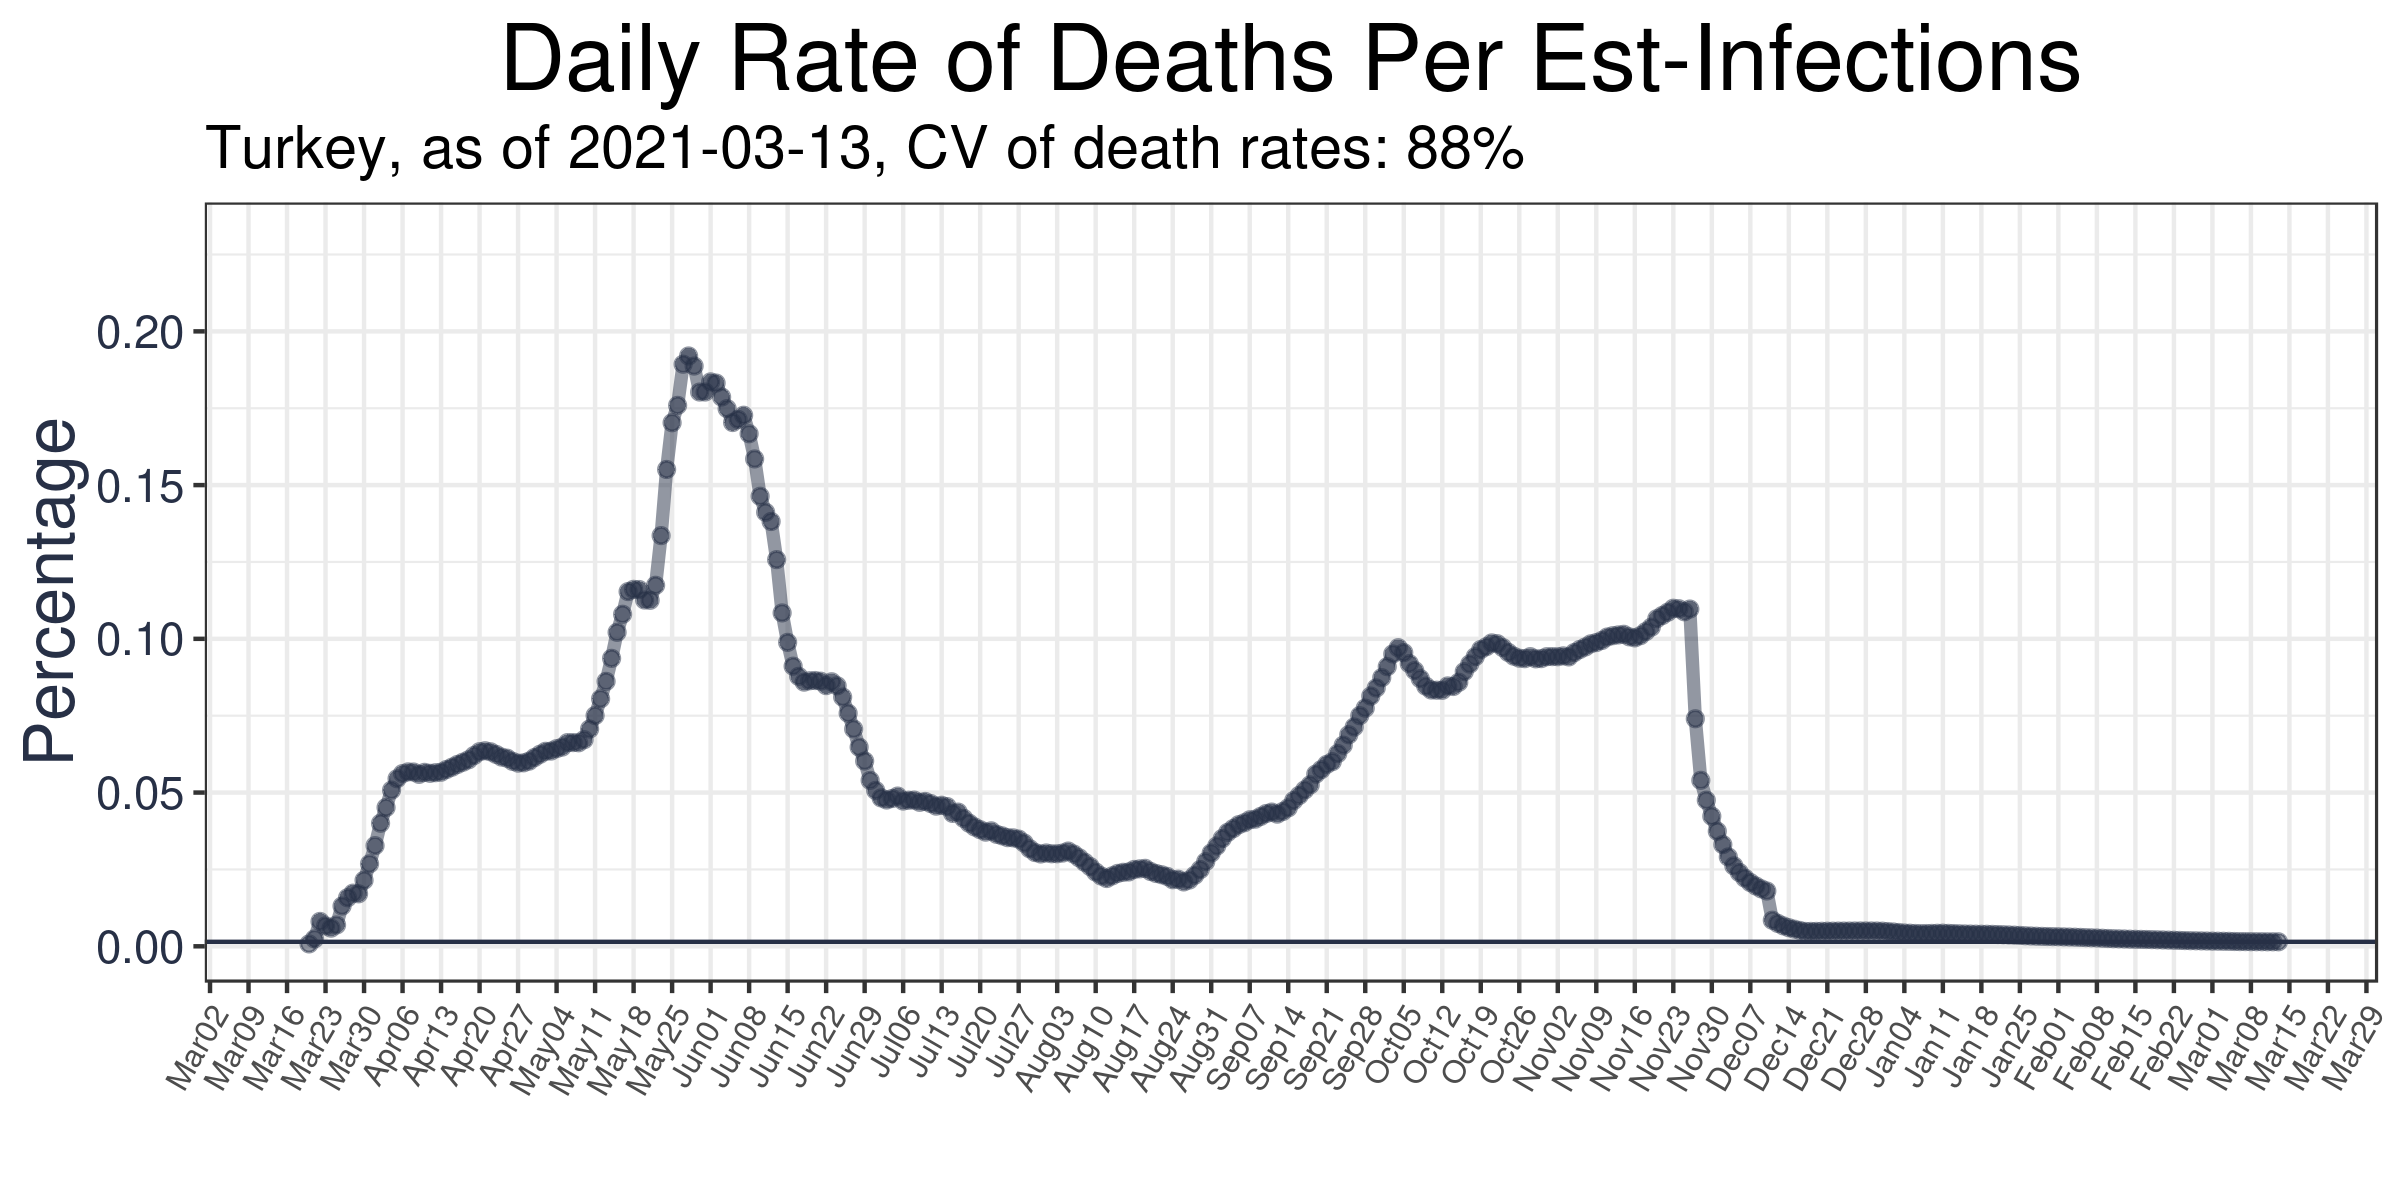 Daily Rate of Deaths Per Est-Infections
Turkey, as of 2021-03-13, CV of death rates: 88%
Percentage
0.20
0.15
0.10
0.05
0.00
Mar02
Mar09
Mar16
Mar23
Mar30
Apr06
Apr13
Apr20
Apr27
May04
May11
May18
May25
Jun01
Jun08
Jun15
Jun22
Jun29
Jul06
Jul13
Jul20
Jul27
Aug03
Aug10
Aug17
Aug24
Aug31
Sep07
Sep14
Sep21
Sep28
Oct05
Oct12
Oct19
Oct26
Nov02
Nov09
Nov16
Nov23
Nov30
Dec07
Dec14
Dec21
Dec28
Jan04
Jan11
Jan18
Jan25
Feb01
Feb08
Feb15
Feb22
Mar01
Mar08
Mar15
Mar22
Mar29